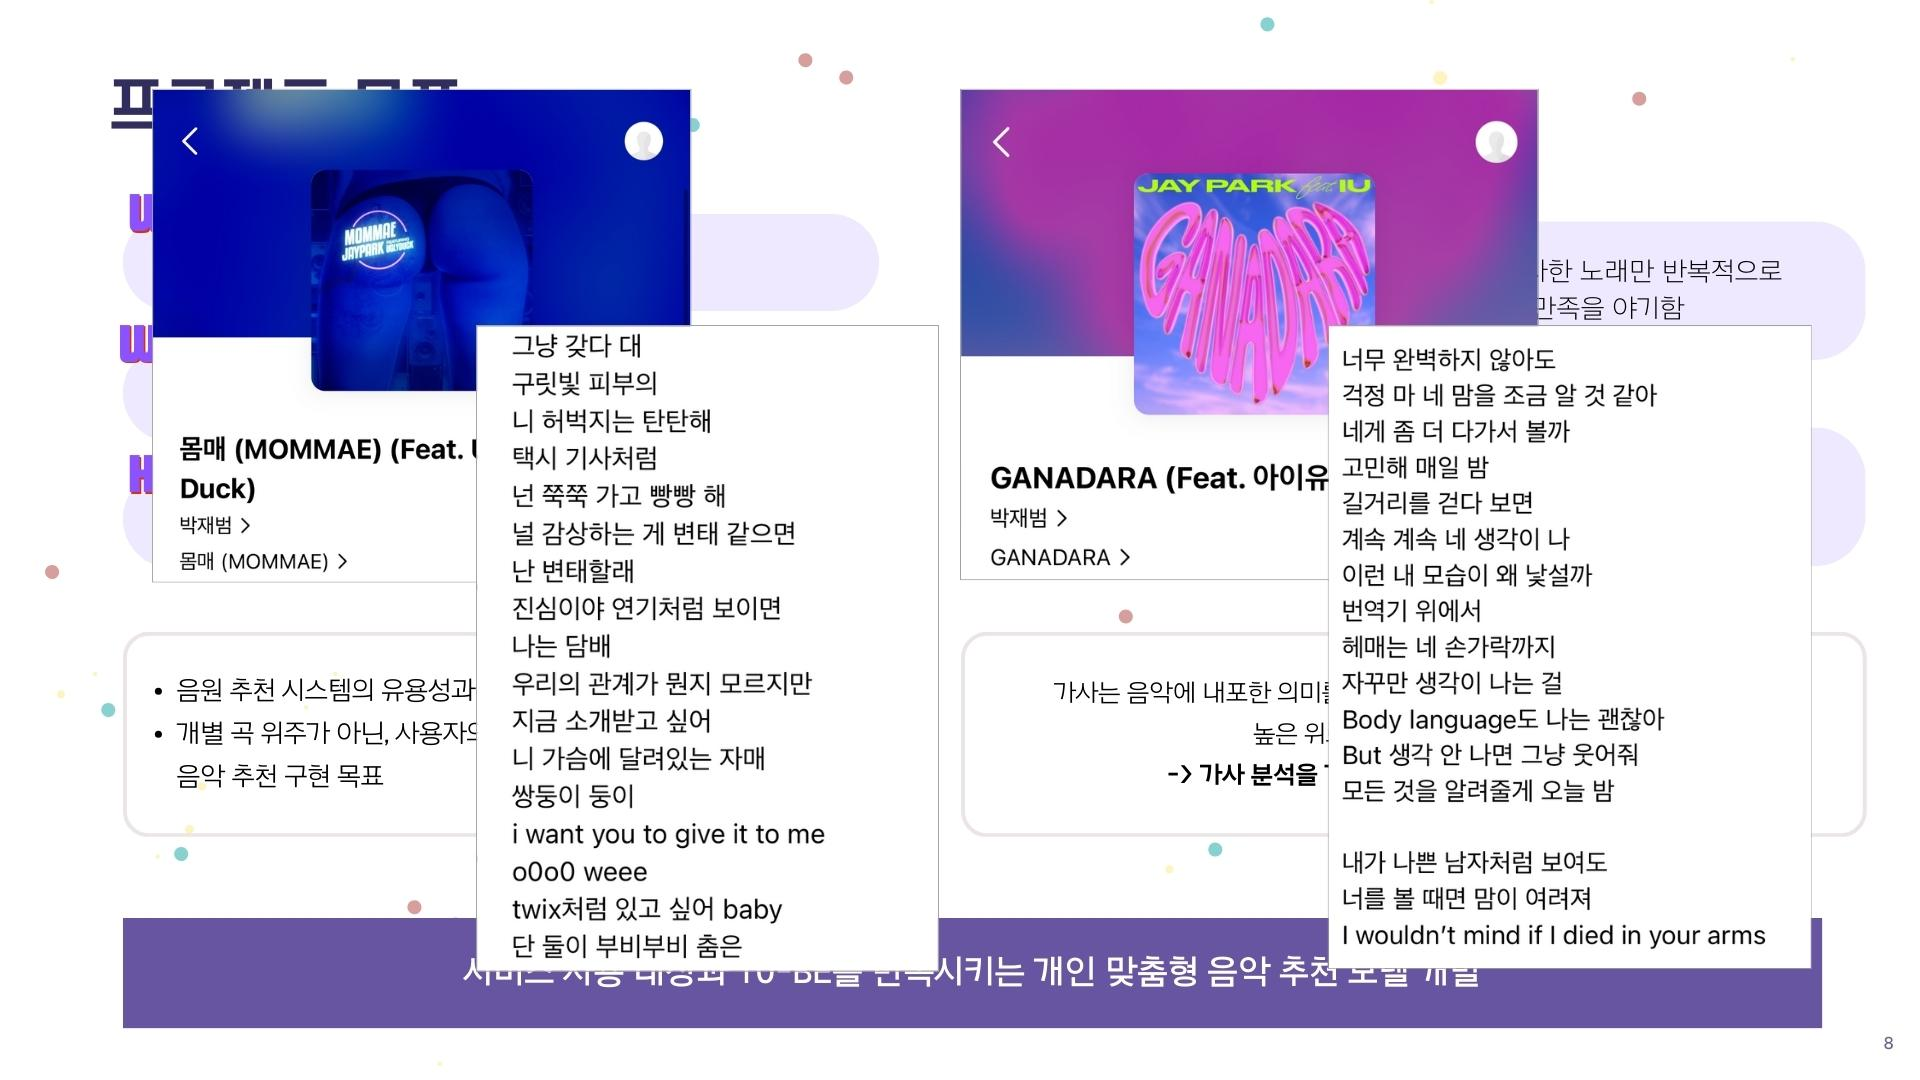 JAY PARK feat. IU
GANADARA
MOMMAE
JAYPARK FEATURING UGLYDUCK
몸매 (MOMMAE) (Feat.
Duck)
박재범 >
몸매 (MOMMAE) >
그냥 갖다 대
구릿빛 피부의
니 허벅지는 탄탄해
택시 기사처럼
넌 쭉쭉 가고 빵빵 해
널 감상하는 게 변태 같으면
난 변태할래
진심이야 연기처럼 보이면
나는 담배
우리의 관계가 뭔지 모르지만
지금 소개받고 싶어
니 가슴에 달려있는 자매
쌍둥이 둥이
i want you to give it to me
o0o0 weee
twix처럼 있고 싶어 baby
단 둘이 부비부비 춤은
GANADARA (Feat. 아이유
박재범 >
GANADARA >
너무 완벽하지 않아도
걱정 마 네 맘을 조금 알 것 같아
네게 좀 더 다가서 볼까
고민해 매일 밤
길거리를 걷다 보면
계속 계속 네 생각이 나
이런 내 모습이 왜 낯설까
번역기 위에서
헤매는 네 손가락까지
자꾸만 생각이 나는 걸
Body language도 나는 괜찮아
But 생각 안 나면 그냥 웃어줘
모든 것을 알려줄게 오늘 밤
내가 나쁜 남자처럼 보여도
너를 볼 때면 맘이 여려져
I wouldn't mind if I died in your arms
노래만 반복적으로
야기함
• 음원 추천 시스템의 유용성과
• 개별 곡 위주가 아닌, 사용자의
음악 추천 구현 목표
가사는 음악에 내포한 의미를
높은
-> 가사 분석을
개인 맞춤형 음악 추천
8